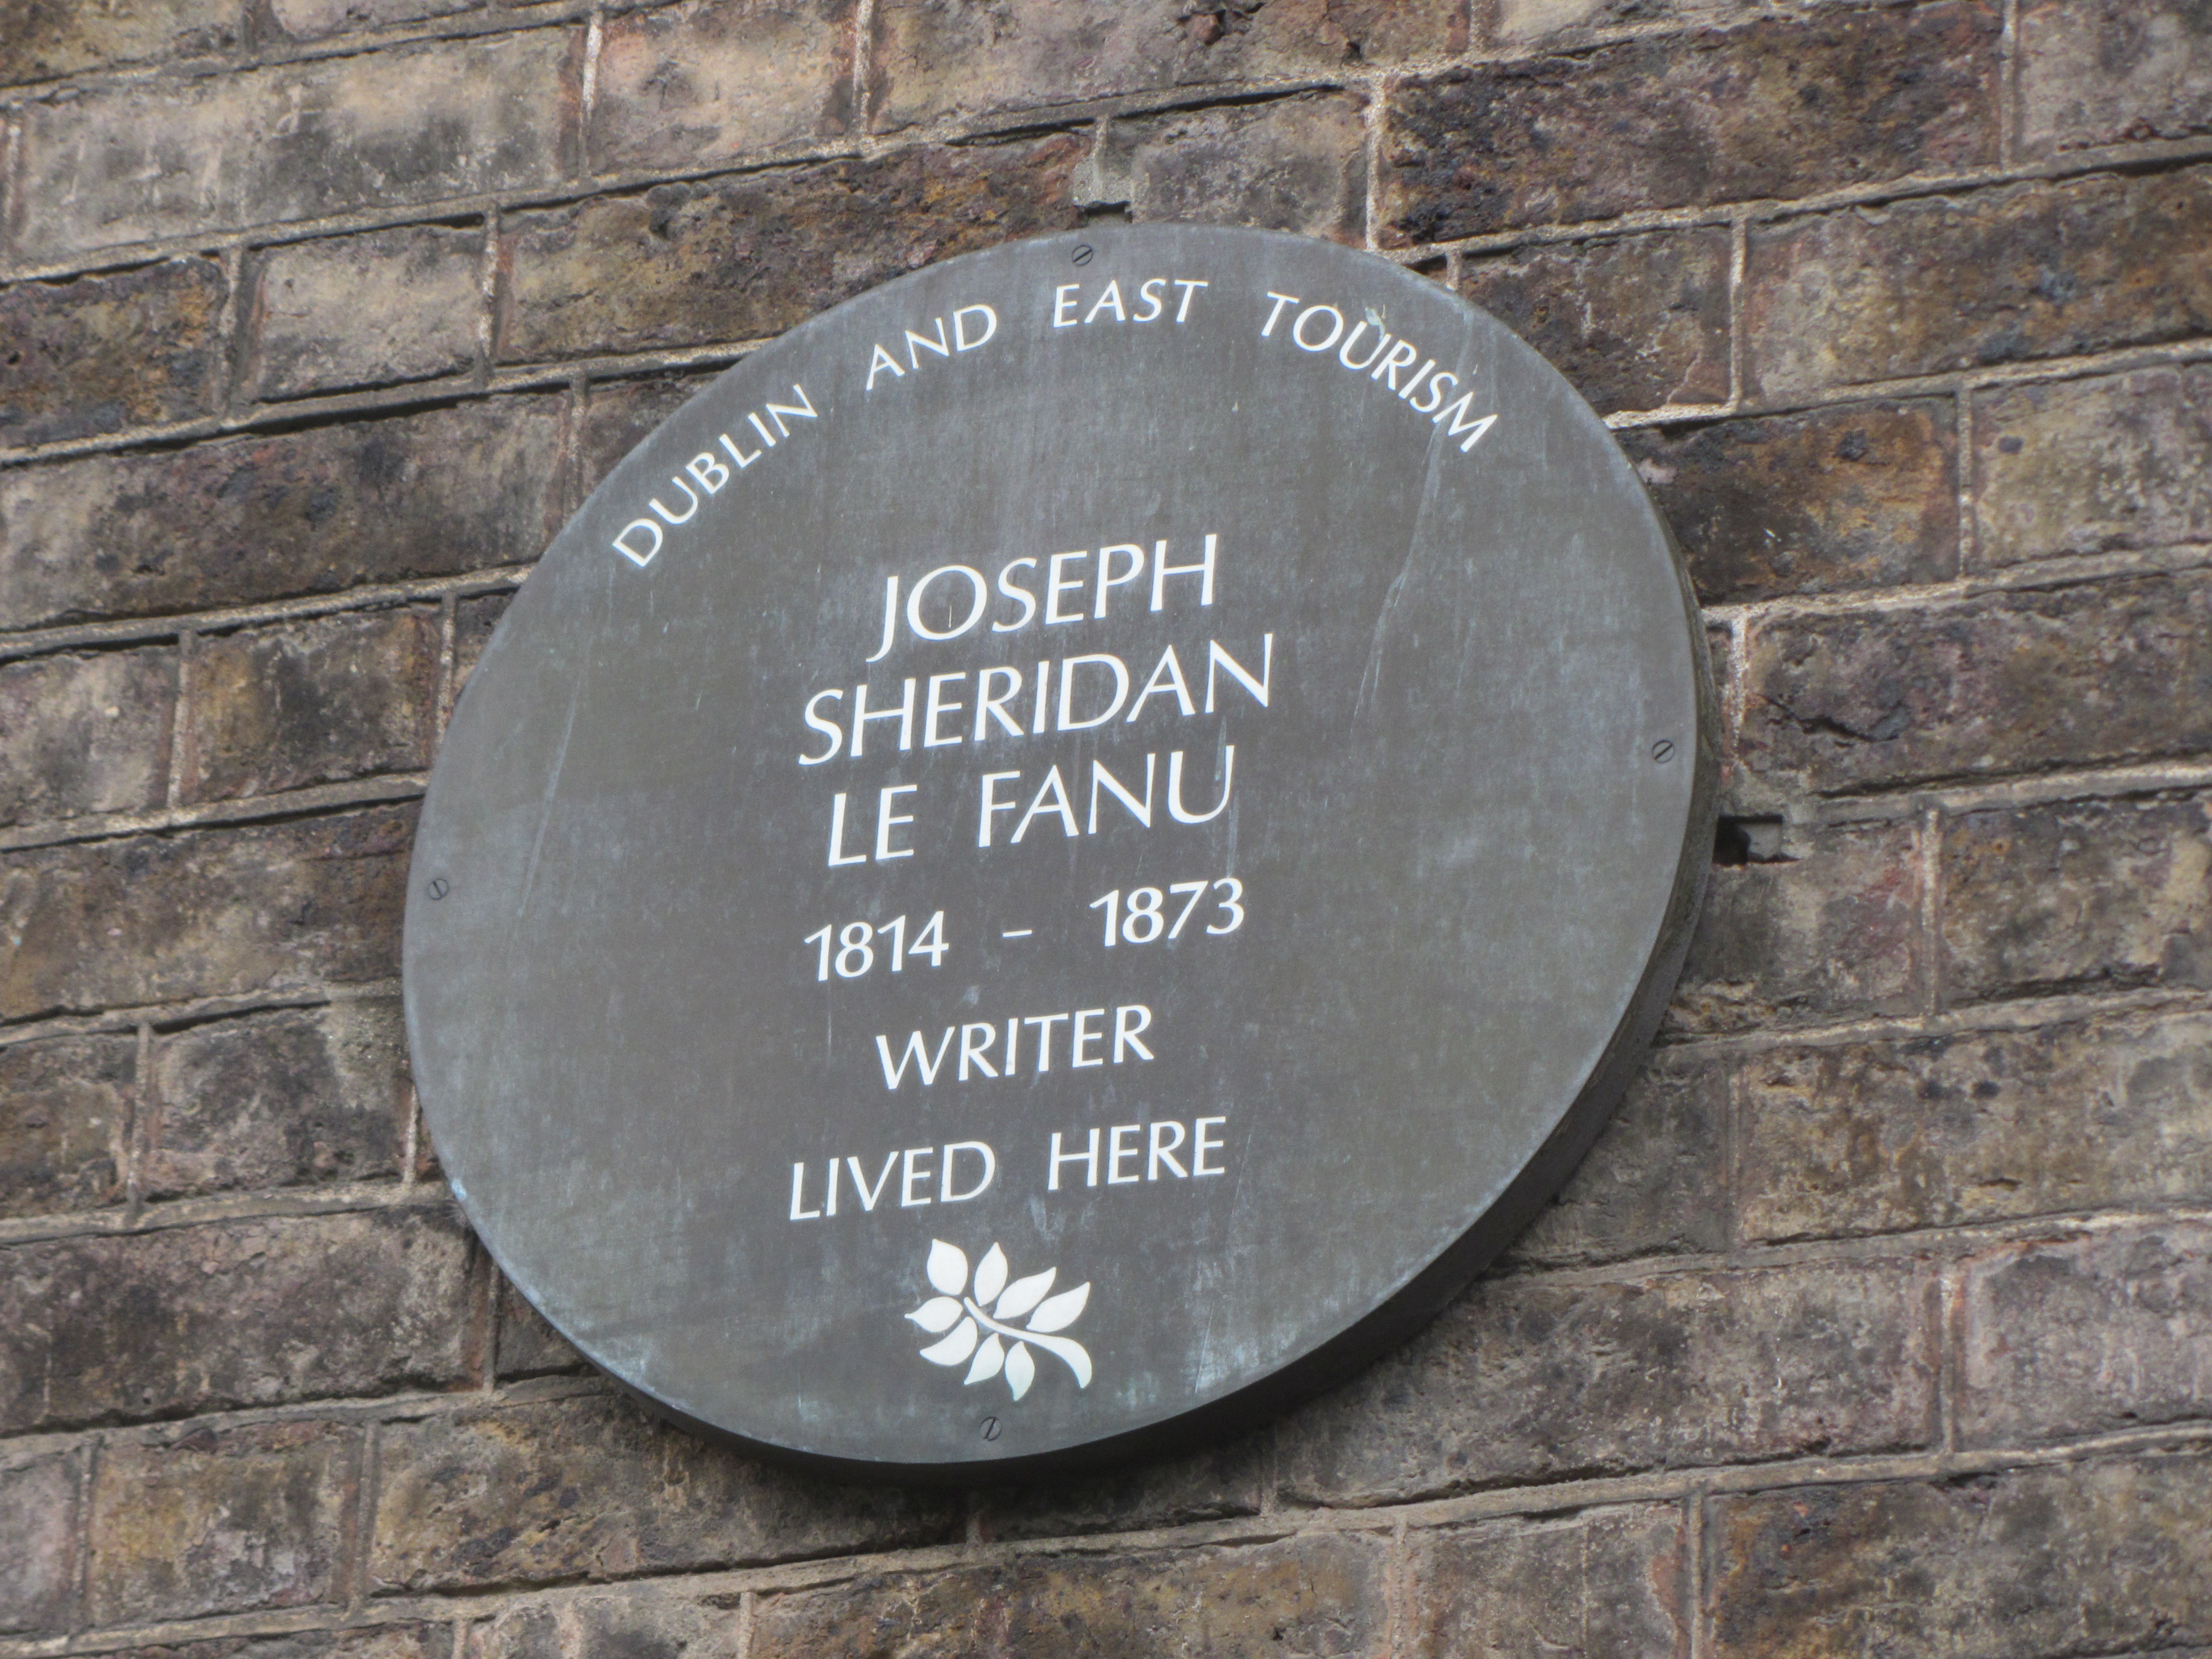 DUBLIN AND EAST TOURISM
JOSEPH
SHERIDAN
LE FANU
1814 - 1873
WRITER
LIVED HERE